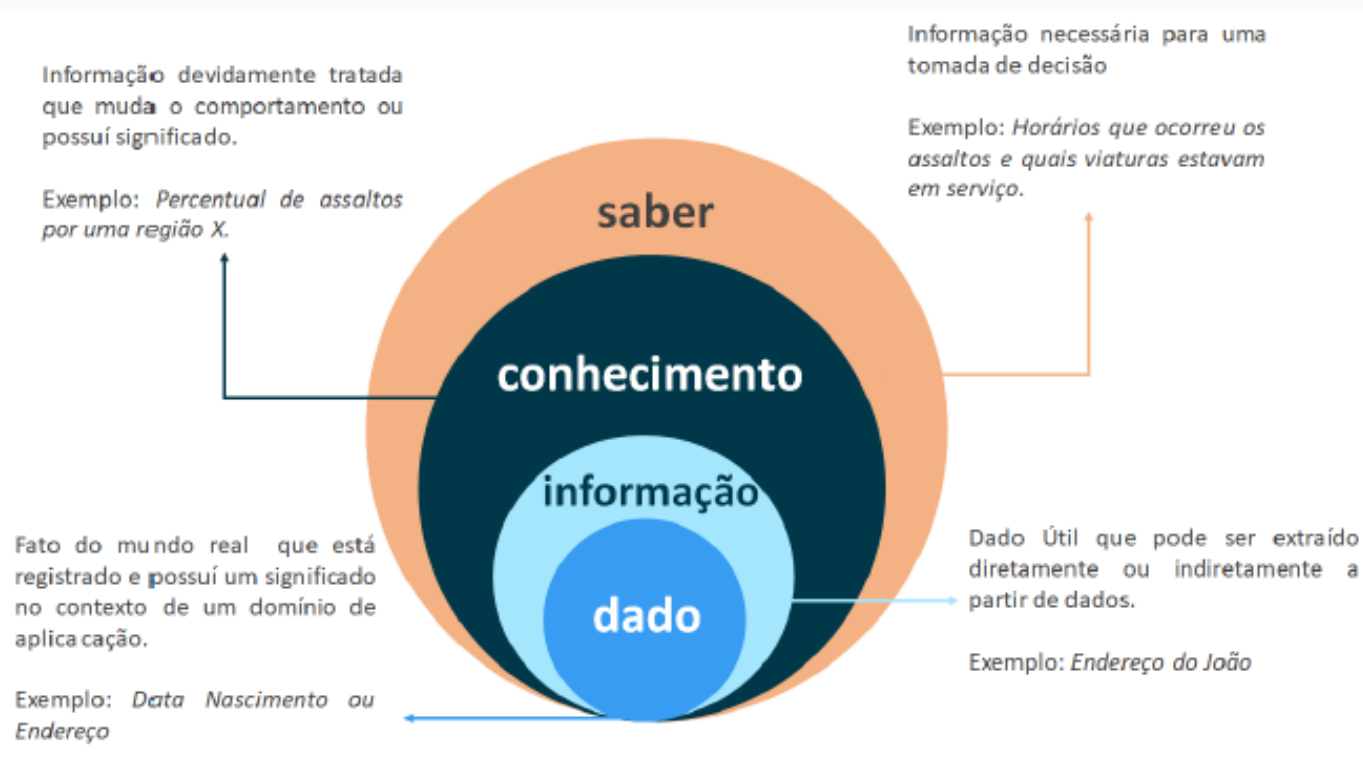 Informação devidamente tratada
que muda o comportamento ou
possuí significado.
Exemplo: Percentual de assaltos
por uma região X.
Informação necessária para uma
tomada de decisão
Exemplo: Horários que ocorreu os
assaltos e quais viaturas estavam
em serviço.
saber
conhecimento
informação
dado
Fato do mundo real que está
registrado e possuí um significado
no contexto de um domínio de
aplica cação.
Exemplo: Data Nascimento ou
Endereço
Dado Útil que pode ser extraído
diretamente ou indiretamente a
partir de dados.
Exemplo: Endereço do João